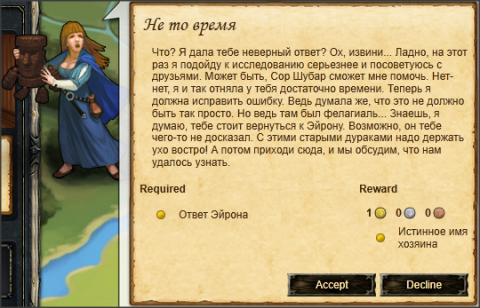 Не то время
Что? Я дала тебе неверный ответ? Ох, извини... Ладно, на этот
раз я подойду к исследованию серьезнее и посоветуюсь с
друзьями. Может быть, Сор Шубар сможет мне помочь. Нет-
нет, я и так отняла у тебя достаточно времени. Теперь я
должна исправить ошибку. Ведь думала же, что это не должно
быть так просто. Но ведь там был фелагиаль... Знаешь, я
думаю, тебе стоит вернуться к Эйрону. Возможно, он тебе
чего-то не досказал. С этими старыми дураками надо держать
ухо востро! А потом приходи сюда, и мы обсудим, что нам
удалось узнать.
Required
Reward
Ответ Эйрона
1 0 0
Истинное имя
хозяина
Accept
Decline